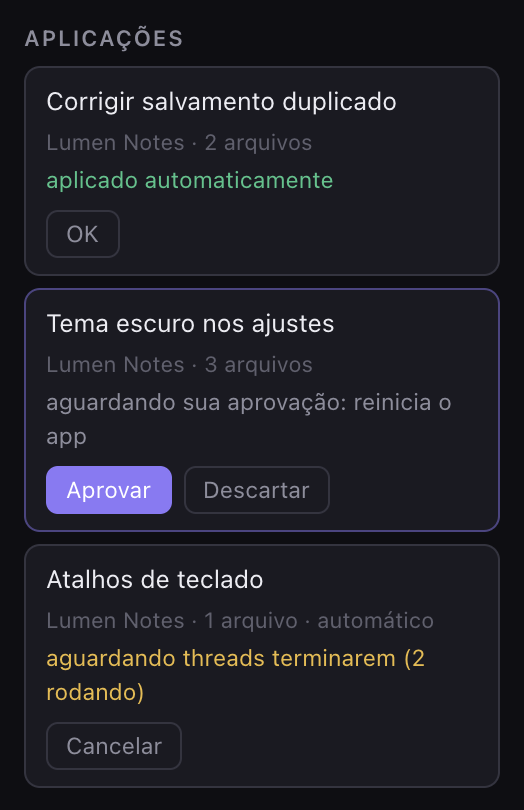 APLICAÇÕES
Corrigir salvamento duplicado
Lumen Notes · 2 arquivos
aplicado automaticamente
OK
Tema escuro nos ajustes
Lumen Notes · 3 arquivos
aguardando sua aprovação: reinicia o
app
Aprovar
Descartar
Atalhos de teclado
Lumen Notes · 1 arquivo · automático
aguardando threads terminarem (2
rodando)
Cancelar